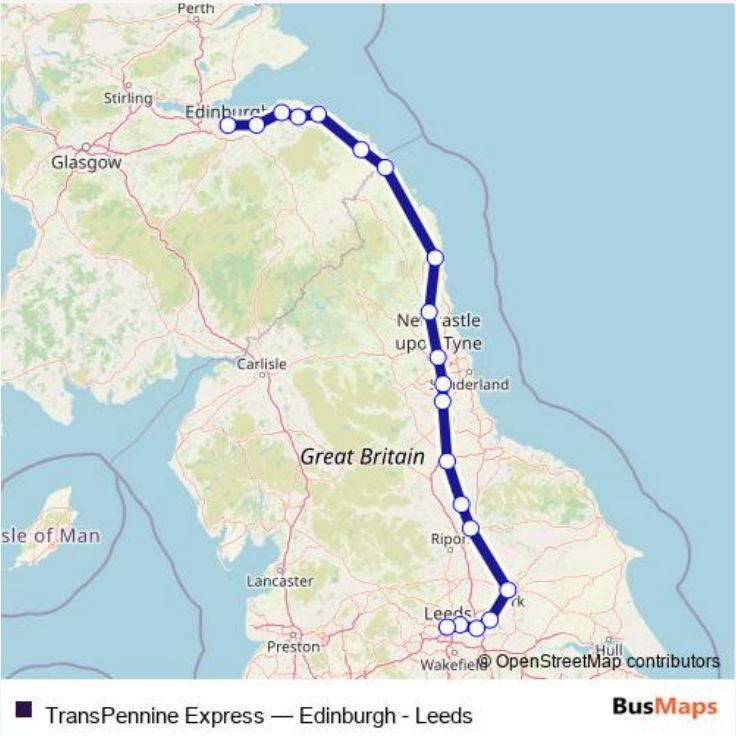 Perth
Stirling
Edinburgh
Glasgow
Newcastle
upon Tyne
Carlisle
Sunderland
Great Britain
sle of Man
Ripon
Lancaster
York
Leeds
Preston
Hull
Wakefield
© OpenStreetMap contributors
TransPennine Express — Edinburgh - Leeds
BusMaps